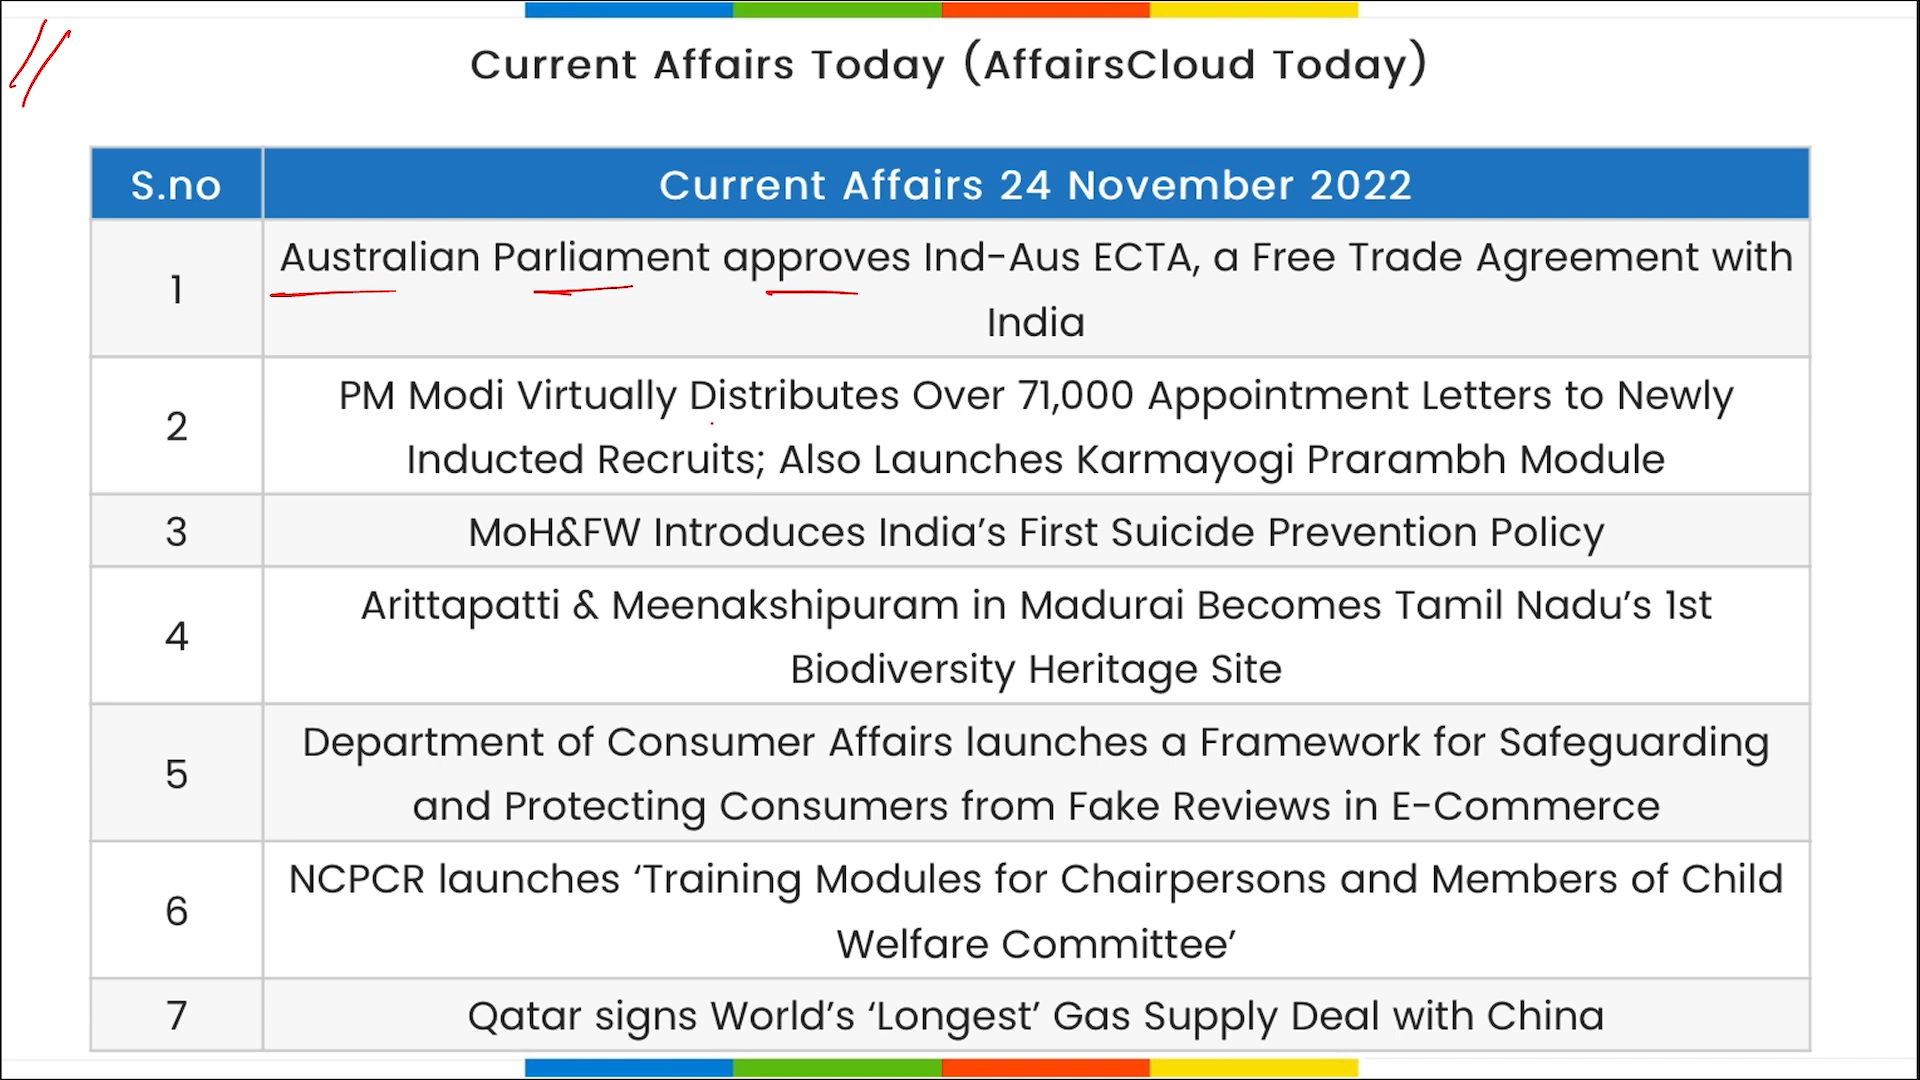 Current Affairs Today (AffairsCloud Today)
S.no
Current Affairs 24 November 2022
1
Australian Parliament approves Ind-Aus ECTA, a Free Trade Agreement with
India
2
PM Modi Virtually Distributes Over 71,000 Appointment Letters to Newly
Inducted Recruits; Also Launches Karmayogi Prarambh Module
3
MoH&FW Introduces India’s First Suicide Prevention Policy
4
Arittapatti & Meenakshipuram in Madurai Becomes Tamil Nadu’s 1st
Biodiversity Heritage Site
5
Department of Consumer Affairs launches a Framework for Safeguarding
and Protecting Consumers from Fake Reviews in E-Commerce
6
NCPCR launches ‘Training Modules for Chairpersons and Members of Child
Welfare Committee’
7
Qatar signs World’s ‘Longest’ Gas Supply Deal with China